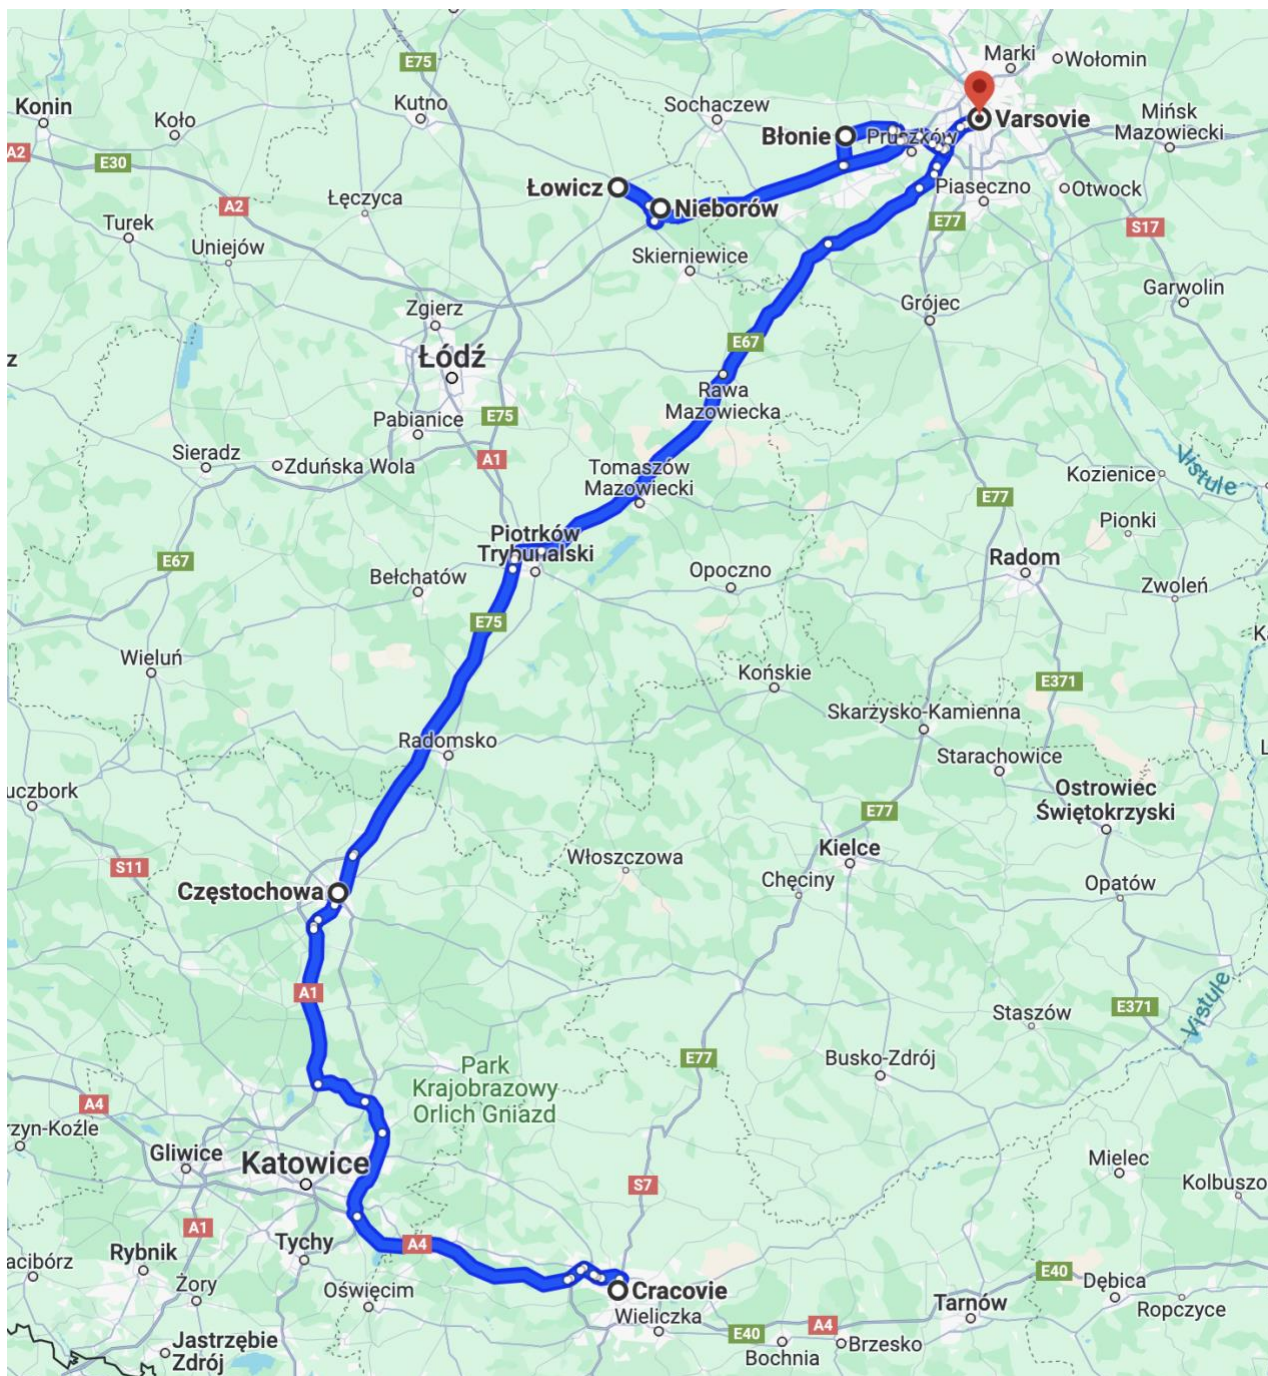 E75
Marki
Wołomin
Konin
Koło
Kutno
Sochaczew
Błonie
Pruszków
Varsovie
Mińsk
Mazowiecki
A2
E30
Łowicz
Nieborów
Piaseczno
Otwock
Łęczyca
A2
Turek
Uniejów
E77
S17
Skierniewice
Garwolin
Zgierz
Grójec
Łódź
E67
z
Rawa
Mazowiecka
Pabianice
E75
Sieradz
Zduńska Wola
A1
Tomaszów
Mazowiecki
Kozienice
Vistule
E77
Pionki
Piotrków
Trybunalski
E67
Bełchatów
Opoczno
Radom
Zwoleń
E75
Ka
Wieluń
Końskie
E371
Skarżysko-Kamienna
Radomsko
Starachowice
L
uczbork
Ostrowiec
Świętokrzyski
E77
Kielce
S11
Włoszczowa
Chęciny
Opatów
Częstochowa
A1
Vistule
E371
Staszów
Park
Krajobrazowy
Orlich Gniazd
E77
Busko-Zdrój
A4
rzyn-Koźle
Gliwice
Katowice
Mielec
S7
Kolbuszo
A1
Tychy
A4
Rybnik
acibórz
Żory
Oświęcim
Cracovie
E40
Dębica
Wieliczka
Tarnów
Ropczyce
E40
A4
Jastrzębie
Zdrój
Bochnia
Brzesko